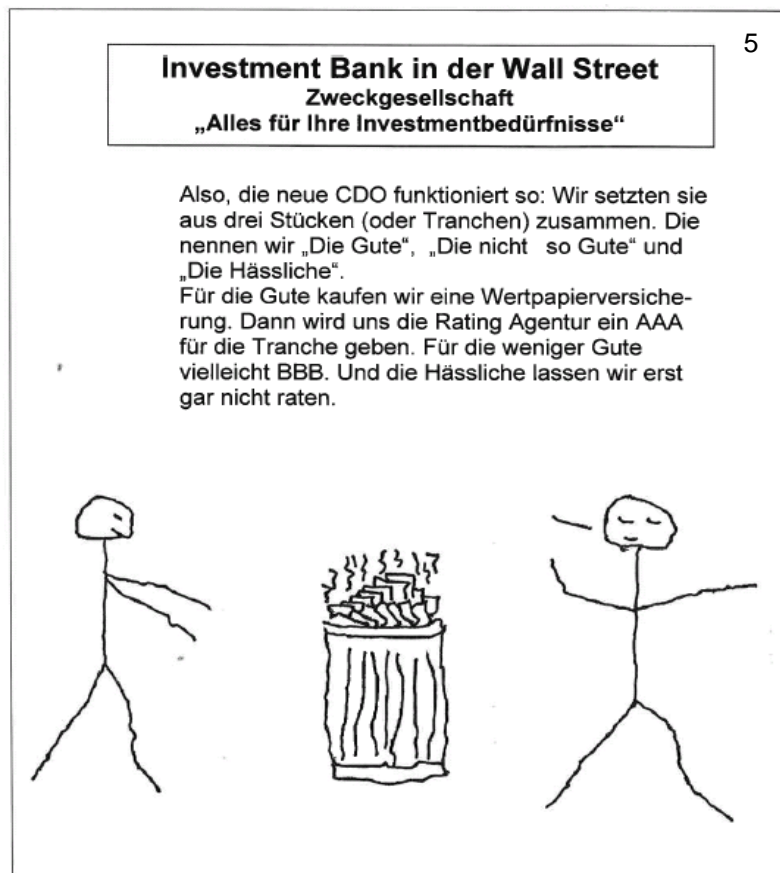 5
Investment Bank in der Wall Street
Zweckgesellschaft
„Alles für Ihre Investmentbedürfnisse“
Also, die neue CDO funktioniert so: Wir setzten sie
aus drei Stücken (oder Tranchen) zusammen. Die
nennen wir „Die Gute“, „Die nicht so Gute“ und
„Die Hässliche“.
Für die Gute kaufen wir eine Wertpapierversiche-
rung. Dann wird uns die Rating Agentur ein AAA
für die Tranche geben. Für die weniger Gute
vielleicht BBB. Und die Hässliche lassen wir erst
gar nicht raten.